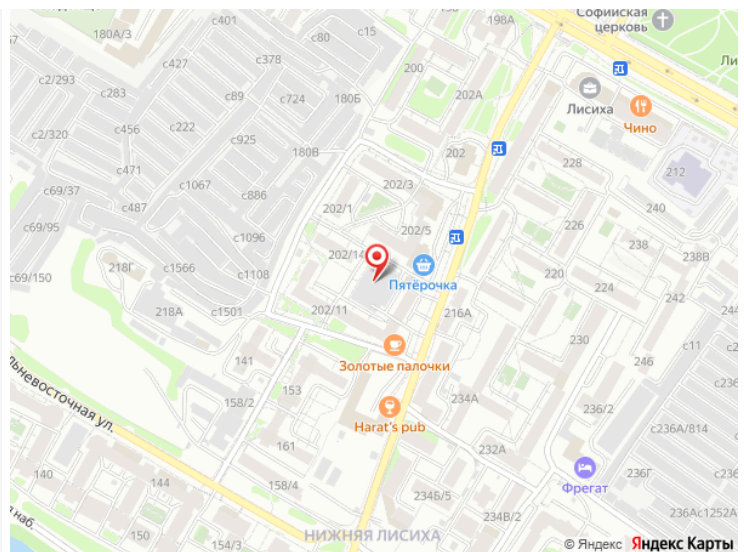 180А/3
с401
с80
с15
198А
Софийская
церковь
Ли
с427
с378
200
с2/293
с283
с89
с724
180Б
202А
Лисиха
Чино
с2/320
с456
с222
с925
202
228
212
с471
180В
с69/37
с1067
202/3
с487
с886
202/1
202/5
226
240
с69/95
с1096
238
202/14
238В
с69/150
218Г
с1566
с1108
220
Пятёрочка
224
218А
с1501
202/11
216А
230
с11
141
246
Золотые палочки
льневосточная ул.
158/2
153
234А
236/2
с236А/814
Harat's pub
161
232А
140
158/4
236Г
Фрегат
144
234Б/5
236Ас1252А
наб.
150
154/3
НИЖНЯЯ ЛИСИХА
234В/2
© Яндекс Яндекс Карты